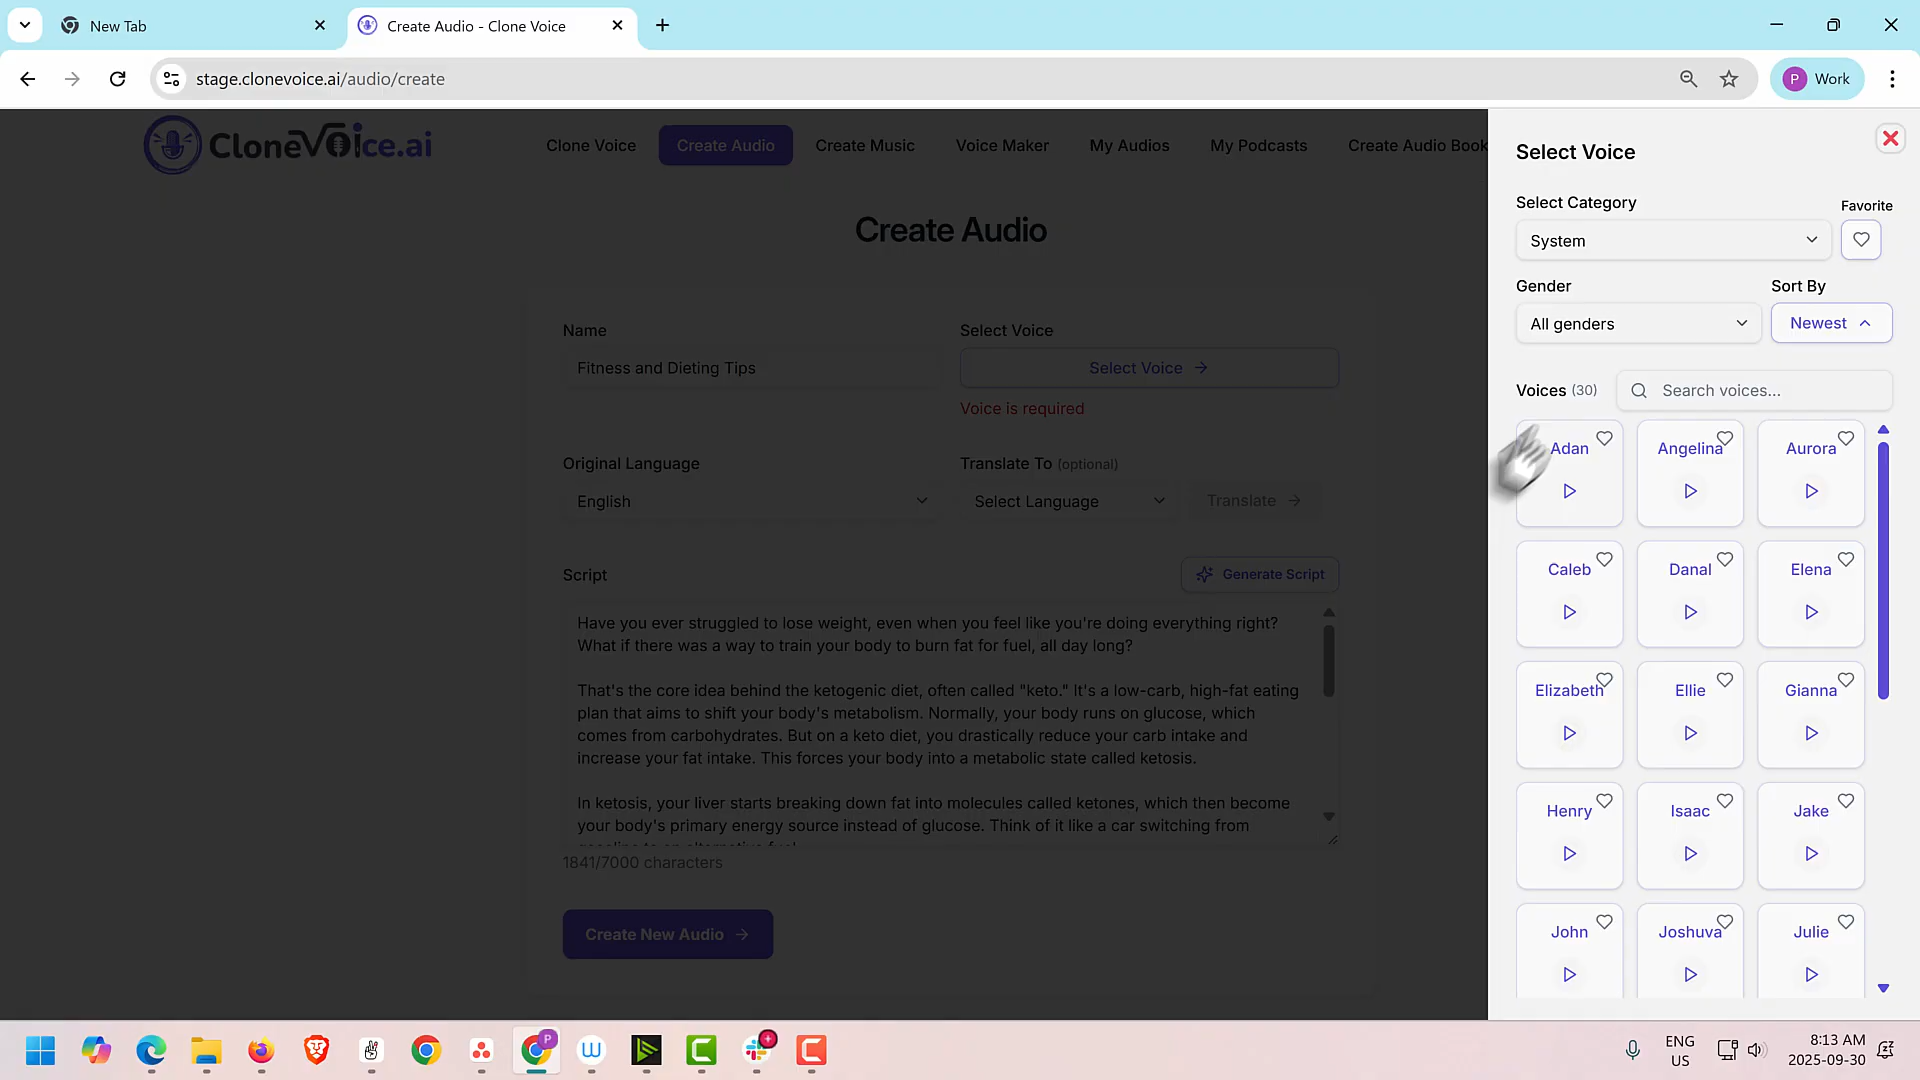 New Tab
Create Audio - Clone Voice
stage.clonevoice.ai/audio/create
P Work
CloneVoice.ai
Clone Voice
Create Audio
Create Music
Voice Maker
My Audios
My Podcasts
Create Audio Book
Create Audio
Name
Fitness and Dieting Tips
Select Voice
Select Voice
Voice is required
Original Language
English
Translate To (optional)
Select Language
Translate
Script
Generate Script
Have you ever struggled to lose weight, even when you feel like you're doing everything right?
What if there was a way to train your body to burn fat for fuel, all day long?
That's the core idea behind the ketogenic diet, often called "keto." It's a low-carb, high-fat eating
plan that aims to shift your body's metabolism. Normally, your body runs on glucose, which
comes from carbohydrates. But on a keto diet, you drastically reduce your carb intake and
increase your fat intake. This forces your body into a metabolic state called ketosis.
In ketosis, your liver starts breaking down fat into molecules called ketones, which then become
your body's primary energy source instead of glucose. Think of it like a car switching from
1841/7000 characters
Create New Audio
Select Voice
Select Category
Favorite
System
Gender
Sort By
All genders
Newest
Voices (30)
Search voices...
Adan
Angelina
Aurora
Caleb
Danal
Elena
Elizabeth
Ellie
Gianna
Henry
Isaac
Jake
John
Joshuva
Julie
P
ENG
US
8:13 AM
2025-09-30